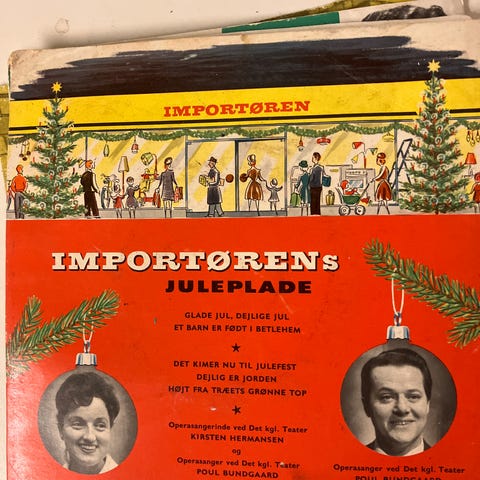 IMPORTØREN
IMPORTØRENs
JULEPLADE
GLADE JUL, DEJLIGE JUL
ET BARN ER FØDT I BETLEHEM
DET KIMER NU TIL JULEFEST
DEJLIG ER JORDEN
HØJT FRA TRÆETS GRØNNE TOP
Operasangerinde ved Det kgl. Teater
KIRSTEN HERMANSEN
og
Operasanger ved Det kgl. Teater
POUL BUNDGAARD
Operasanger ved Det kgl. Teater
POUL BUNDGAARD